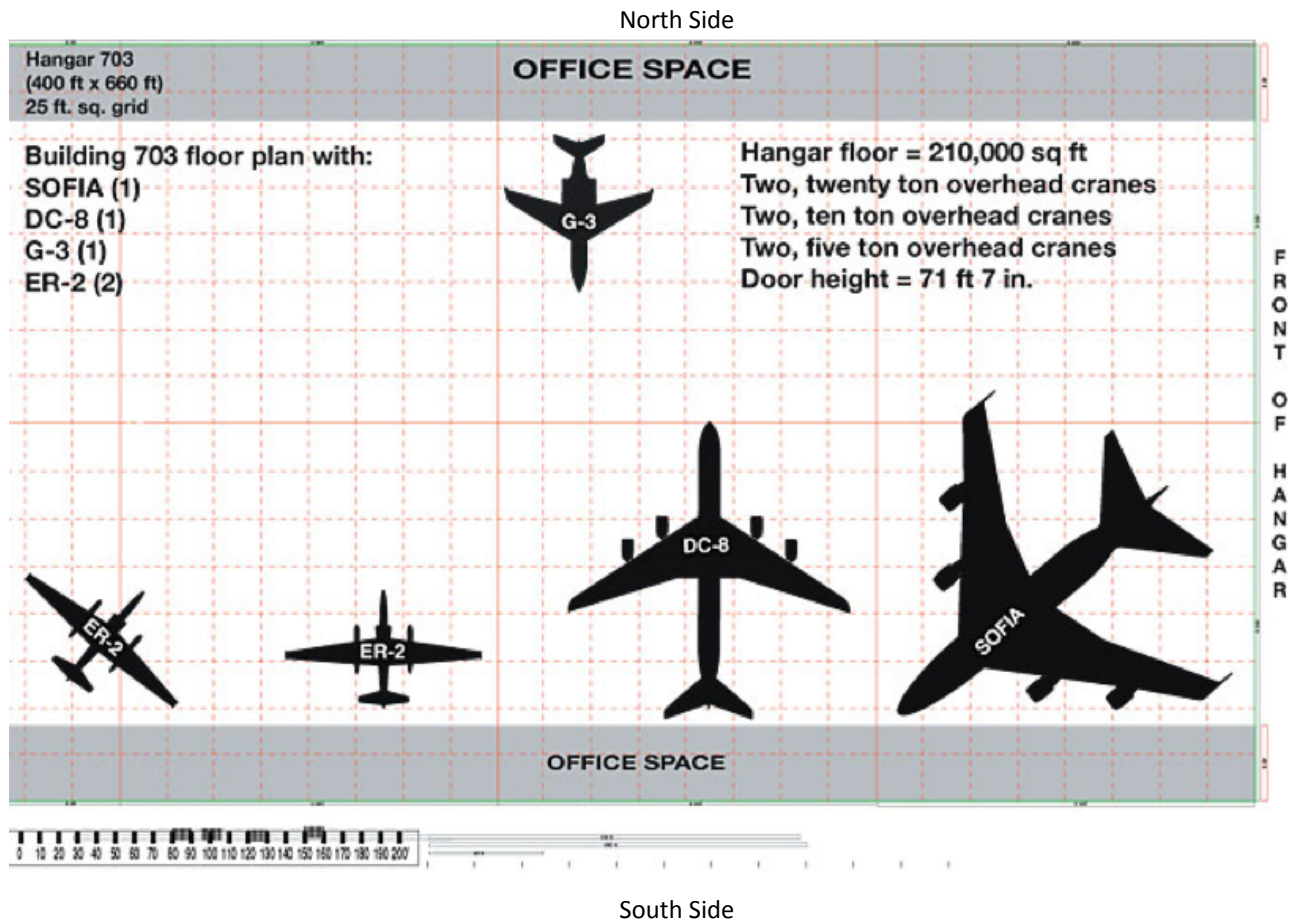 North Side
Hangar 703
(400 ft x 660 ft)
25 ft. sq. grid
OFFICE SPACE
Building 703 floor plan with:
SOFIA (1)
DC-8 (1)
G-3 (1)
ER-2 (2)
G-3
Hangar floor = 210,000 sq ft
Two, twenty ton overhead cranes
Two, ten ton overhead cranes
Two, five ton overhead cranes
Door height = 71 ft 7 in.
FRONT OF HANGAR
DC-8
ER-2
ER-2
SOFIA
OFFICE SPACE
0 10 20 30 40 50 60 70 80 90 100 110 120 130 140 150 160 170 180 190 200'
South Side